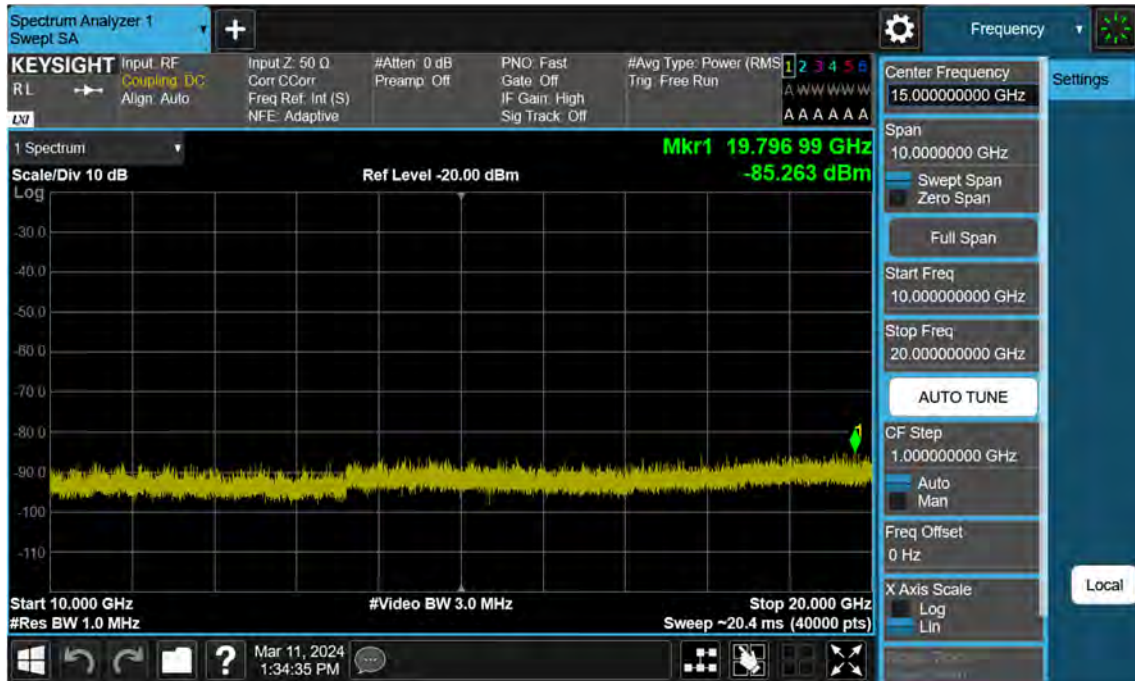 Spectrum Analyzer 1
Swept SA
Frequency
KEYSIGHT
RL
LXI
Input: RF
Coupling: DC
Align: Auto
Input Z: 50 Ω
Corr CCorr
Freq Ref: Int (S)
NFE: Adaptive
#Atten: 0 dB
Preamp: Off
PNO: Fast
Gate: Off
IF Gain: High
Sig Track: Off
#Avg Type: Power (RMS
Trig: Free Run
1 2 3 4 5 6
A W W W W W
A A A A A A
1 Spectrum
Mkr1 19.796 99 GHz
-85.263 dBm
Scale/Div 10 dB
Ref Level -20.00 dBm
Log
-30.0
-40.0
-50.0
-60.0
-70.0
-80.0
1
-90.0
-100
-110
Start 10.000 GHz
#Video BW 3.0 MHz
Stop 20.000 GHz
#Res BW 1.0 MHz
Sweep ~20.4 ms (40000 pts)
?
Mar 11, 2024
1:34:35 PM
Center Frequency
15.000000000 GHz
Settings
Span
10.0000000 GHz
Swept Span
Zero Span
Full Span
Start Freq
10.000000000 GHz
Stop Freq
20.000000000 GHz
AUTO TUNE
CF Step
1.000000000 GHz
Auto
Man
Freq Offset
0 Hz
X Axis Scale
Log
Lin
Local